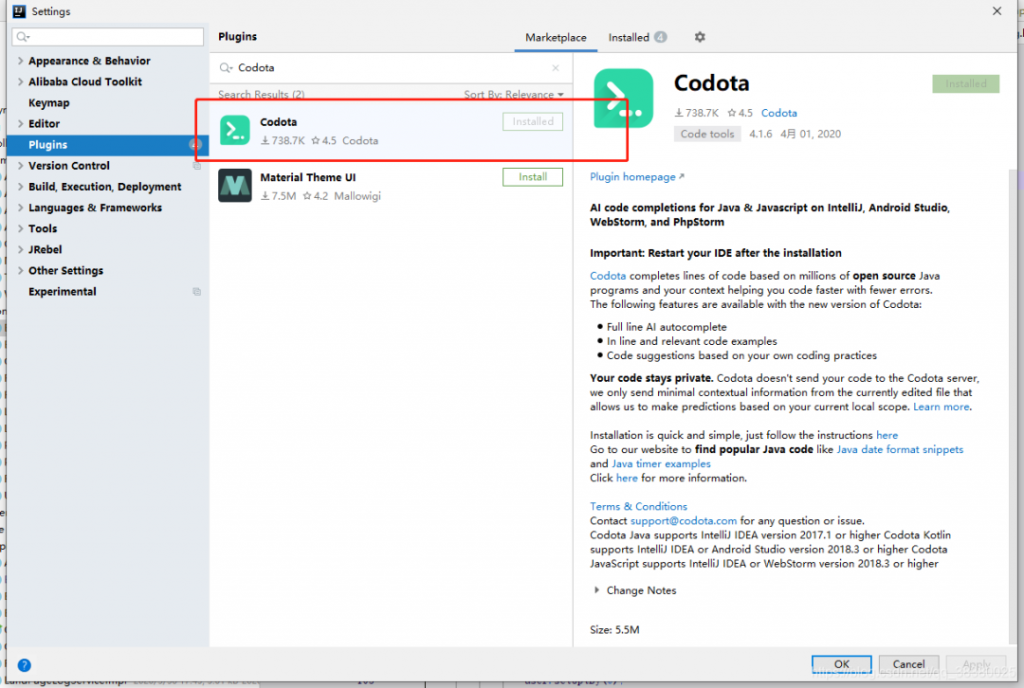 Settings
Plugins
Marketplace
Installed 4
Appearance & Behavior
Alibaba Cloud Toolkit
Keymap
Editor
Plugins
Version Control
Build, Execution, Deployment
Languages & Frameworks
Tools
JRebel
Other Settings
Experimental
Codota
Search Results (2)
Sort By: Relevance
Codota
Installed
738.7K 4.5 Codota
Material Theme UI
Install
7.5M 4.2 Mallowigi
Codota
Installed
738.7K 4.5 Codota
Code tools 4.1.6 4月 01, 2020
Plugin homepage
AI code completions for Java & Javascript on IntelliJ, Android Studio,
WebStorm, and PhpStorm
Important: Restart your IDE after the installation
Codota completes lines of code based on millions of open source Java
programs and your context helping you code faster with fewer errors.
The following features are available with the new version of Codota:
Full line AI autocomplete
In line and relevant code examples
Code suggestions based on your own coding practices
Your code stays private. Codota doesn't send your code to the Codota server,
we only send minimal contextual information from the currently edited file that
allows us to make predictions based on your current local scope. Learn more.
Installation is quick and simple, just follow the instructions here
Go to our website to find popular Java code like Java date format snippets
and Java timer examples
Click here for more information.
Terms & Conditions
Contact support@codota.com for any question or issue.
Codota Java supports IntelliJ IDEA version 2017.1 or higher Codota Kotlin
supports IntelliJ IDEA or Android Studio version 2018.3 or higher Codota
JavaScript supports IntelliJ IDEA or WebStorm version 2018.3 or higher
Change Notes
Size: 5.5M
?
OK
Cancel
Apply